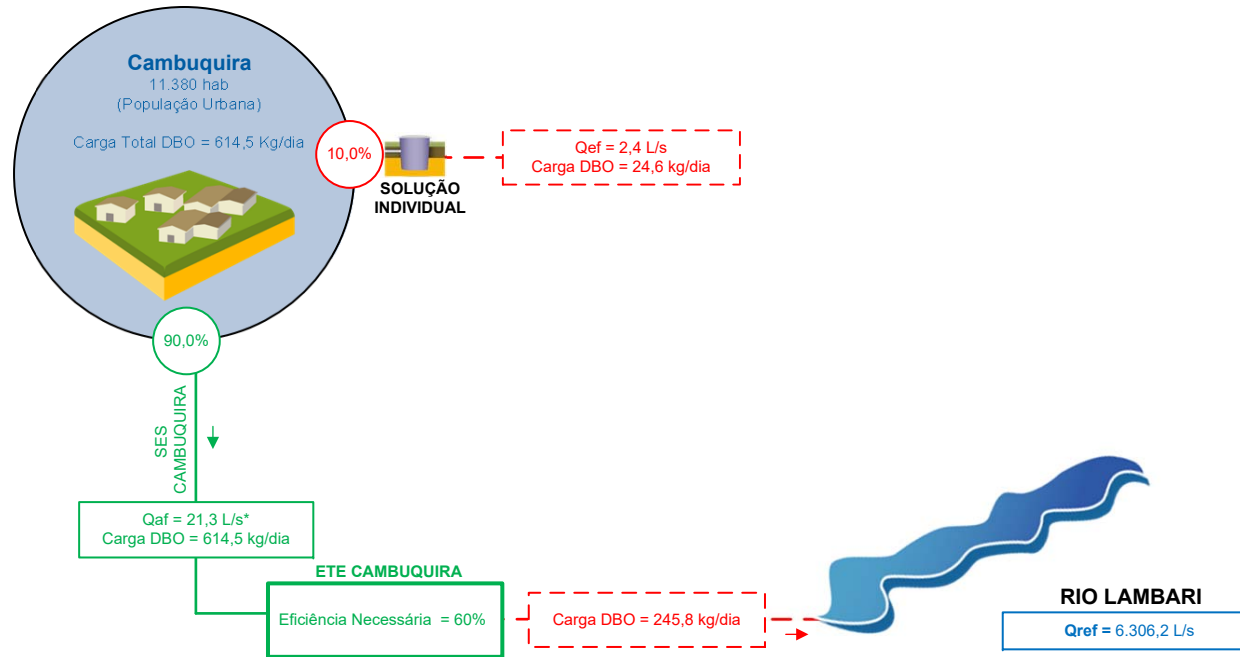 Cambuquira
11.380 hab
(População Urbana)
Carga Total DBO = 614,5 Kg/dia
10,0%
SOLUÇÃO
INDIVIDUAL
Qef = 2,4 L/s
Carga DBO = 24,6 kg/dia
90,0%
SES
CAMBUQUIRA
Qaf = 21,3 L/s*
Carga DBO = 614,5 kg/dia
ETE CAMBUQUIRA
Eficiência Necessária = 60%
Carga DBO = 245,8 kg/dia
RIO LAMBARI
Qref = 6.306,2 L/s